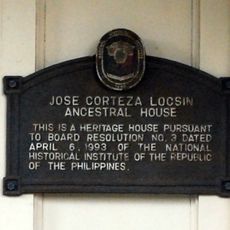 JOSE CORTEZA LOCSIN
ANCESTRAL HOUSE
THIS IS A HERITAGE HOUSE PURSUANT
TO BOARD RESOLUTION NO. 3 DATED
APRIL 6, 1993 OF THE NATIONAL
HISTORICAL INSTITUTE OF THE REPUBLIC
OF THE PHILIPPINES.